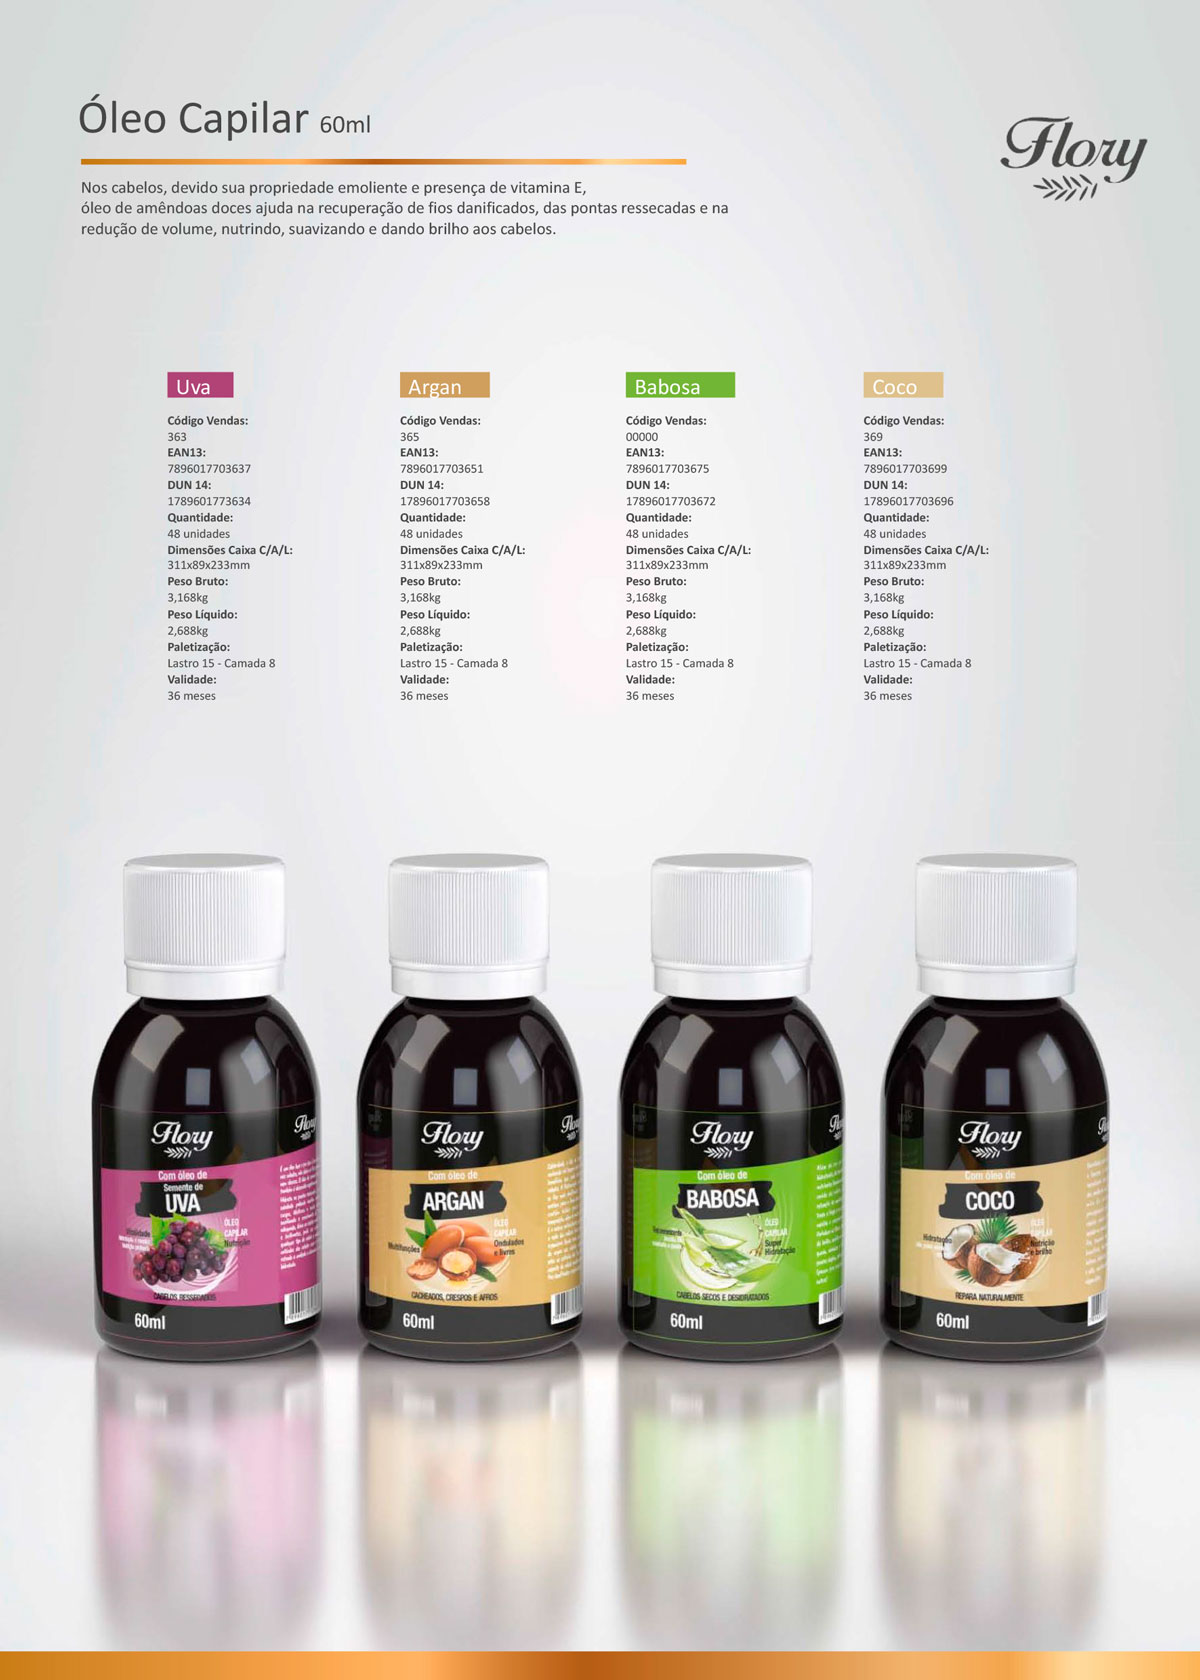 Óleo Capilar 60ml
Flory
Nos cabelos, devido sua propriedade emoliente e presença de vitamina E,
óleo de amêndoas doces ajuda na recuperação de fios danificados, das pontas ressecadas e na
redução de volume, nutrindo, suavizando e dando brilho aos cabelos.
Uva
Código Vendas:
363
EAN13:
7896017703637
DUN 14:
1789601773634
Quantidade:
48 unidades
Dimensões Caixa C/A/L:
311x89x233mm
Peso Bruto:
3,168kg
Peso Líquido:
2,688kg
Paletização:
Lastro 15 - Camada 8
Validade:
36 meses
Argan
Código Vendas:
365
EAN13:
7896017703651
DUN 14:
17896017703658
Quantidade:
48 unidades
Dimensões Caixa C/A/L:
311x89x233mm
Peso Bruto:
3,168kg
Peso Líquido:
2,688kg
Paletização:
Lastro 15 - Camada 8
Validade:
36 meses
Babosa
Código Vendas:
00000
EAN13:
7896017703675
DUN 14:
17896017703672
Quantidade:
48 unidades
Dimensões Caixa C/A/L:
311x89x233mm
Peso Bruto:
3,168kg
Peso Líquido:
2,688kg
Paletização:
Lastro 15 - Camada 8
Validade:
36 meses
Coco
Código Vendas:
369
EAN13:
7896017703699
DUN 14:
17896017703696
Quantidade:
48 unidades
Dimensões Caixa C/A/L:
311x89x233mm
Peso Bruto:
3,168kg
Peso Líquido:
2,688kg
Paletização:
Lastro 15 - Camada 8
Validade:
36 meses
Flory
Com óleo de
Semente de
UVA
ÓLEO
CAPILAR
Nutrição
CABELOS RESSECADOS
60ml
Flory
Com óleo de
ARGAN
Multifunções
ÓLEO
CAPILAR
Ondulados
e livres
CACHEADOS, CRESPOS E AFROS
60ml
Flory
Com óleo de
BABOSA
ÓLEO
CAPILAR
Super
Hidratação
CABELOS SECOS E DESIDRATADOS
60ml
Flory
Com óleo de
COCO
Hidratação
ÓLEO
CAPILAR
Nutrição
e brilho
REPARA NATURALMENTE
60ml